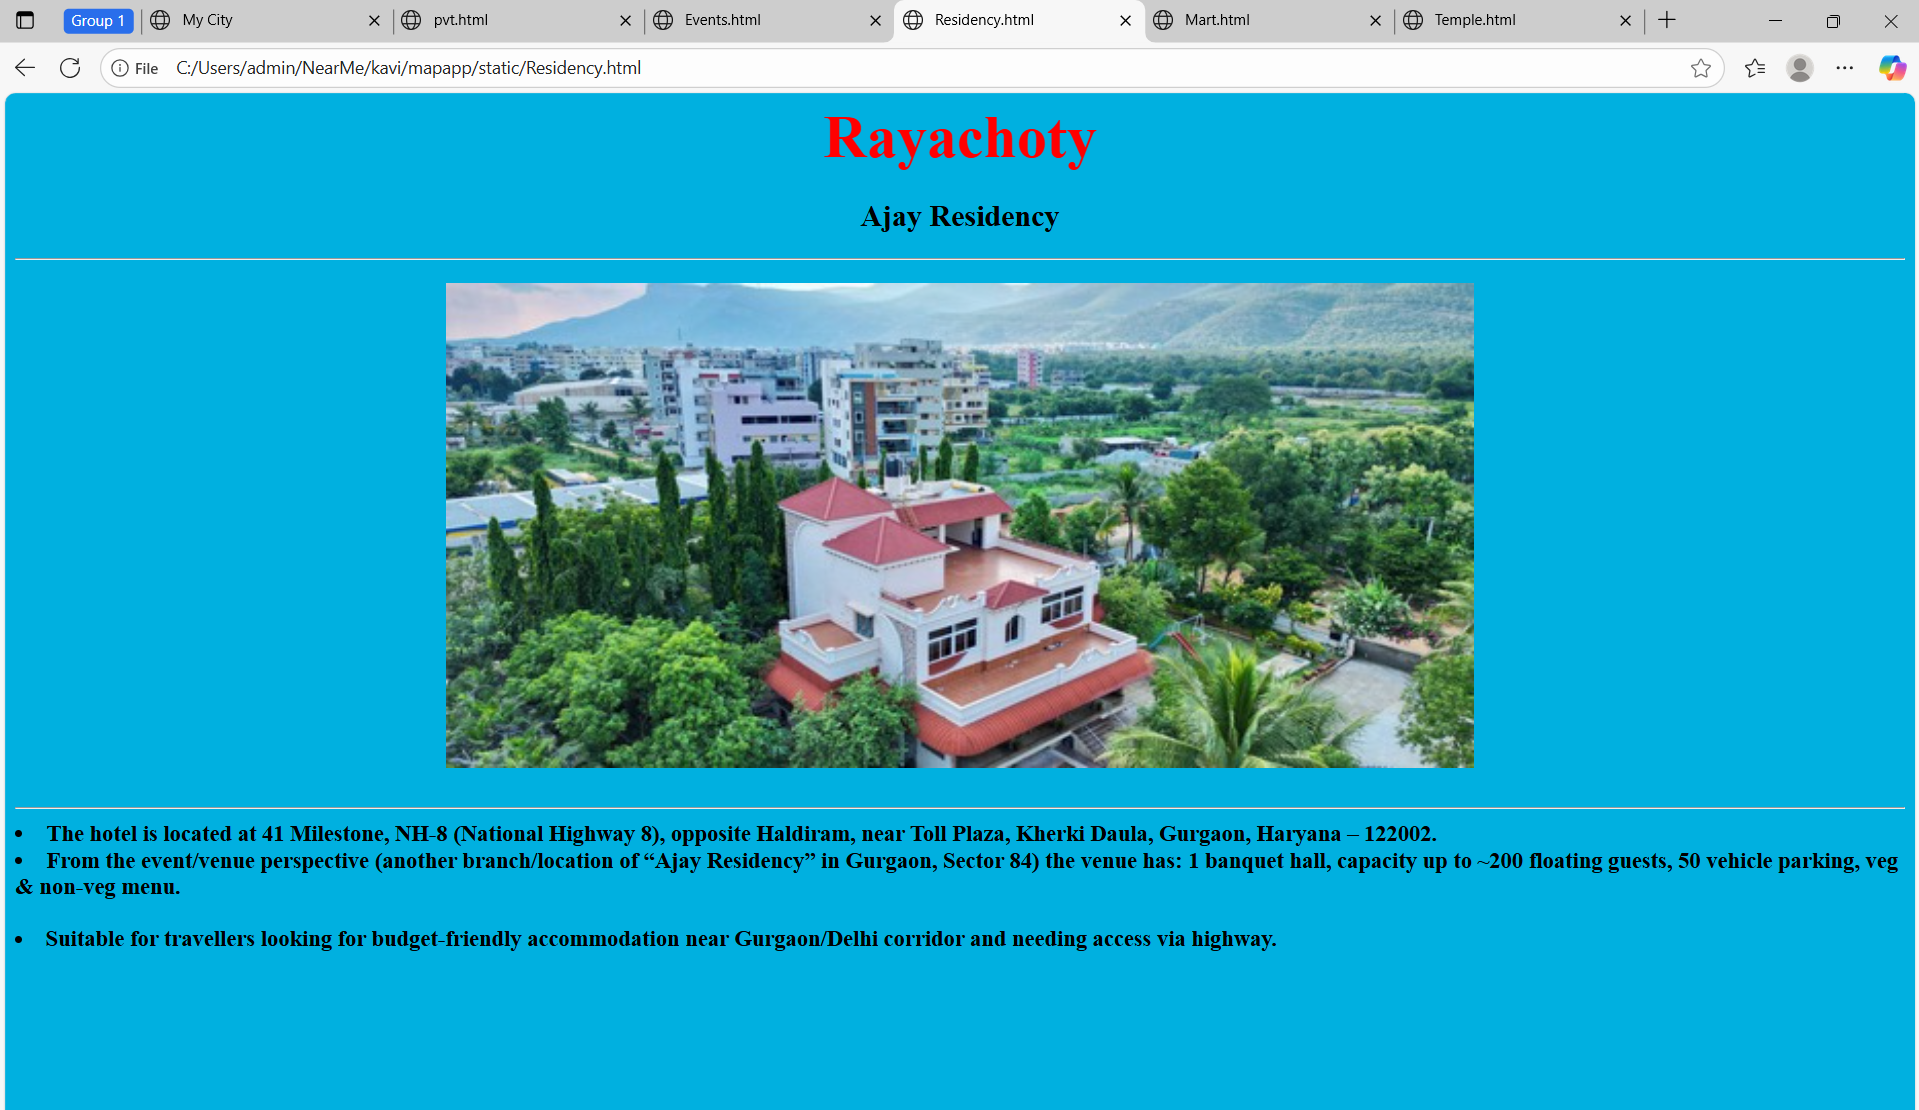 Group 1
My City
pvt.html
Events.html
Residency.html
Mart.html
Temple.html
File
C:/Users/admin/NearMe/kavi/mapapp/static/Residency.html
Rayachoty
Ajay Residency
• The hotel is located at 41 Milestone, NH-8 (National Highway 8), opposite Haldiram, near Toll Plaza, Kherki Daula, Gurgaon, Haryana – 122002.
• From the event/venue perspective (another branch/location of “Ajay Residency” in Gurgaon, Sector 84) the venue has: 1 banquet hall, capacity up to ~200 floating guests, 50 vehicle parking, veg
& non-veg menu.
• Suitable for travellers looking for budget-friendly accommodation near Gurgaon/Delhi corridor and needing access via highway.